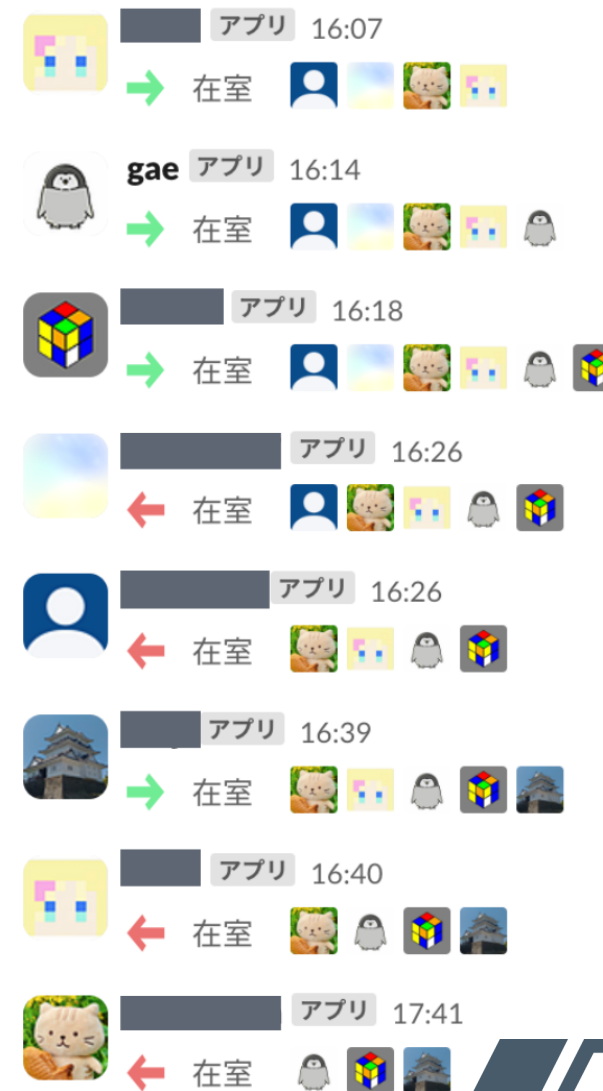 アプリ 16:07
在室
gae アプリ 16:14
在室
アプリ 16:18
在室
アプリ 16:26
在室
アプリ 16:26
在室
アプリ 16:39
在室
アプリ 16:40
在室
アプリ 17:41
在室